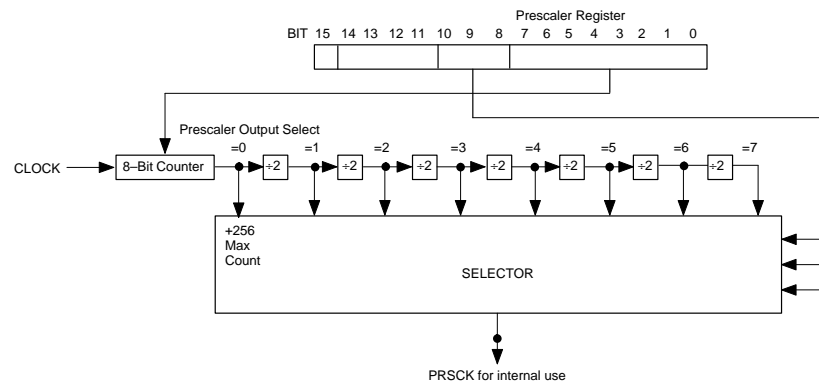 Prescaler Register
BIT 15 14 13 12 11 10 9 8 7 6 5 4 3 2 1 0
Prescaler Output Select
=0 =1 =2 =3 =4 =5 =6 =7
CLOCK 8–Bit Counter ÷2 ÷2 ÷2 ÷2 ÷2 ÷2 ÷2
+256
Max
Count
SELECTOR
PRSCK for internal use